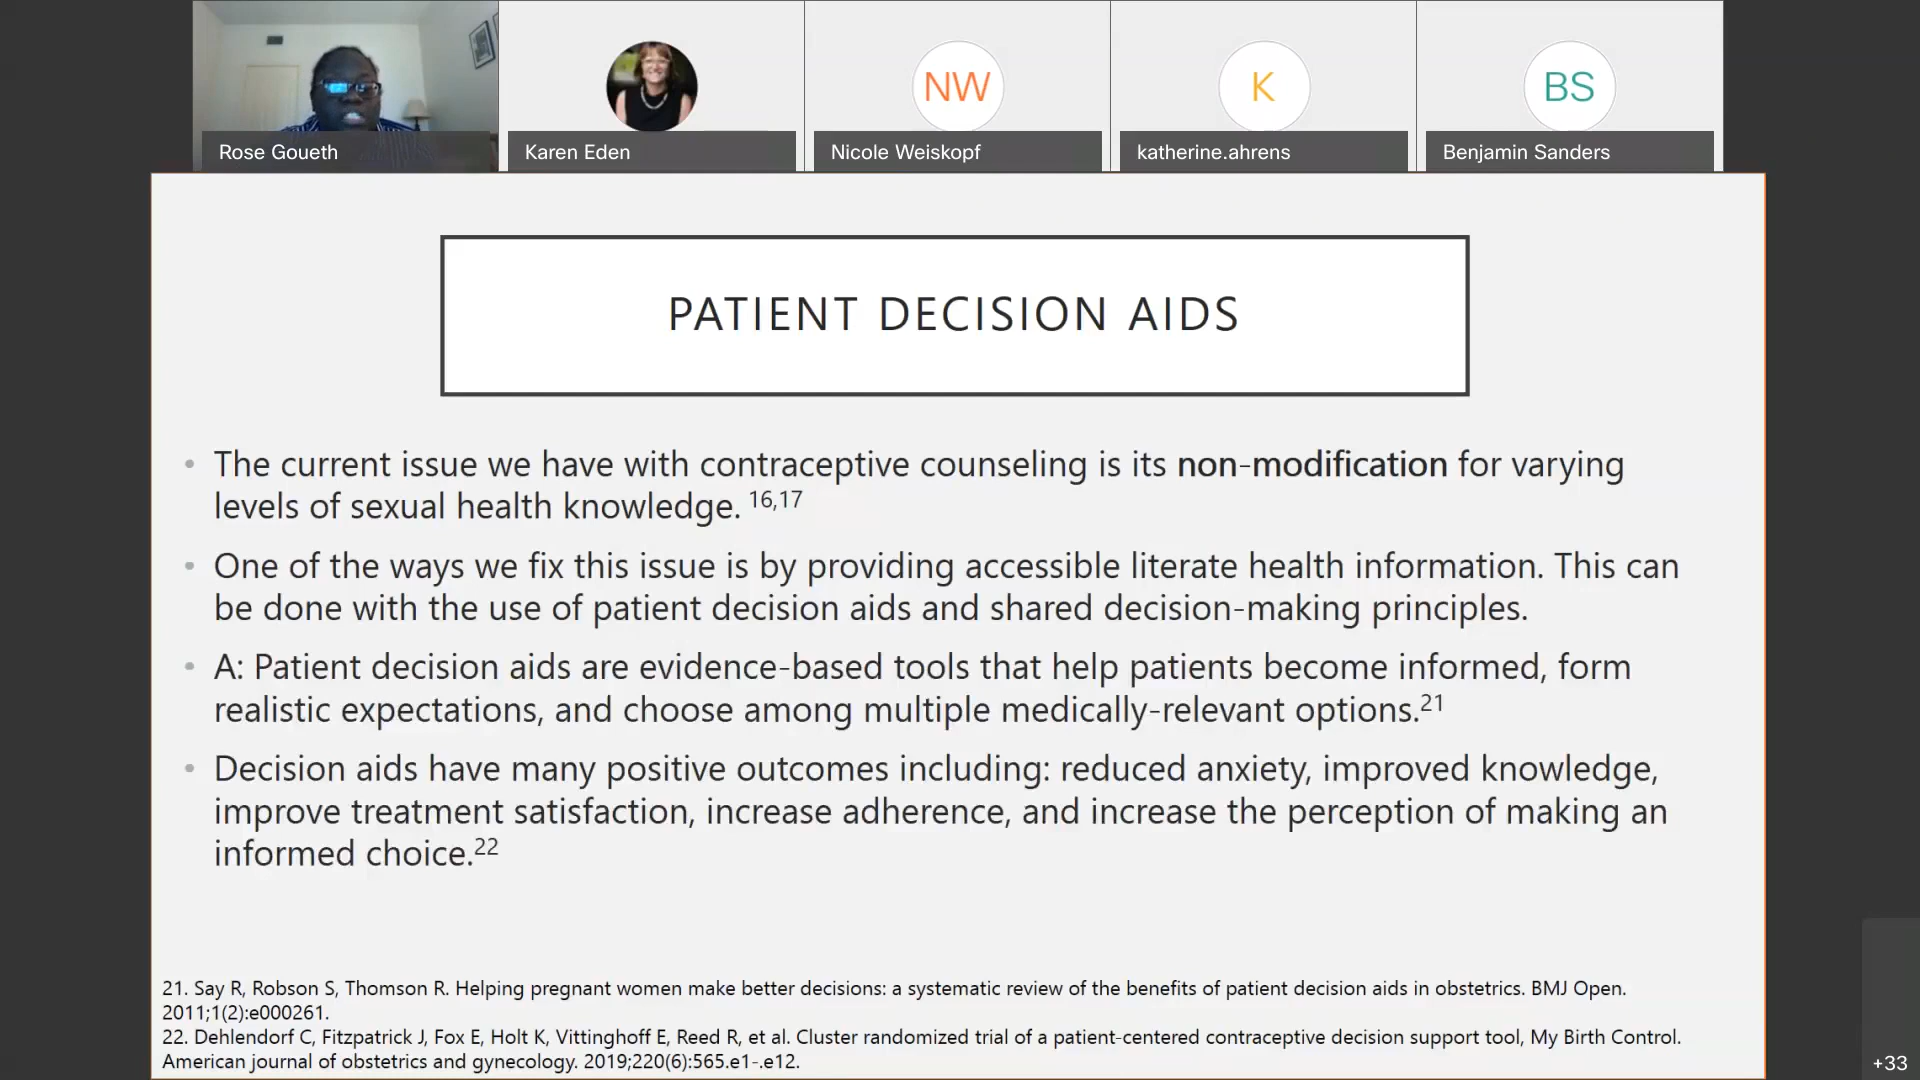 NW
K
BS
Rose Goueth
Karen Eden
Nicole Weiskopf
katherine.ahrens
Benjamin Sanders
PATIENT DECISION AIDS
• The current issue we have with contraceptive counseling is its non-modification for varying
levels of sexual health knowledge. 16,17
• One of the ways we fix this issue is by providing accessible literate health information. This can
be done with the use of patient decision aids and shared decision-making principles.
• A: Patient decision aids are evidence-based tools that help patients become informed, form
realistic expectations, and choose among multiple medically-relevant options.21
• Decision aids have many positive outcomes including: reduced anxiety, improved knowledge,
improve treatment satisfaction, increase adherence, and increase the perception of making an
informed choice.22
21. Say R, Robson S, Thomson R. Helping pregnant women make better decisions: a systematic review of the benefits of patient decision aids in obstetrics. BMJ Open.
2011;1(2):e000261.
22. Dehlendorf C, Fitzpatrick J, Fox E, Holt K, Vittinghoff E, Reed R, et al. Cluster randomized trial of a patient-centered contraceptive decision support tool, My Birth Control.
American journal of obstetrics and gynecology. 2019;220(6):565.e1-.e12.
+33